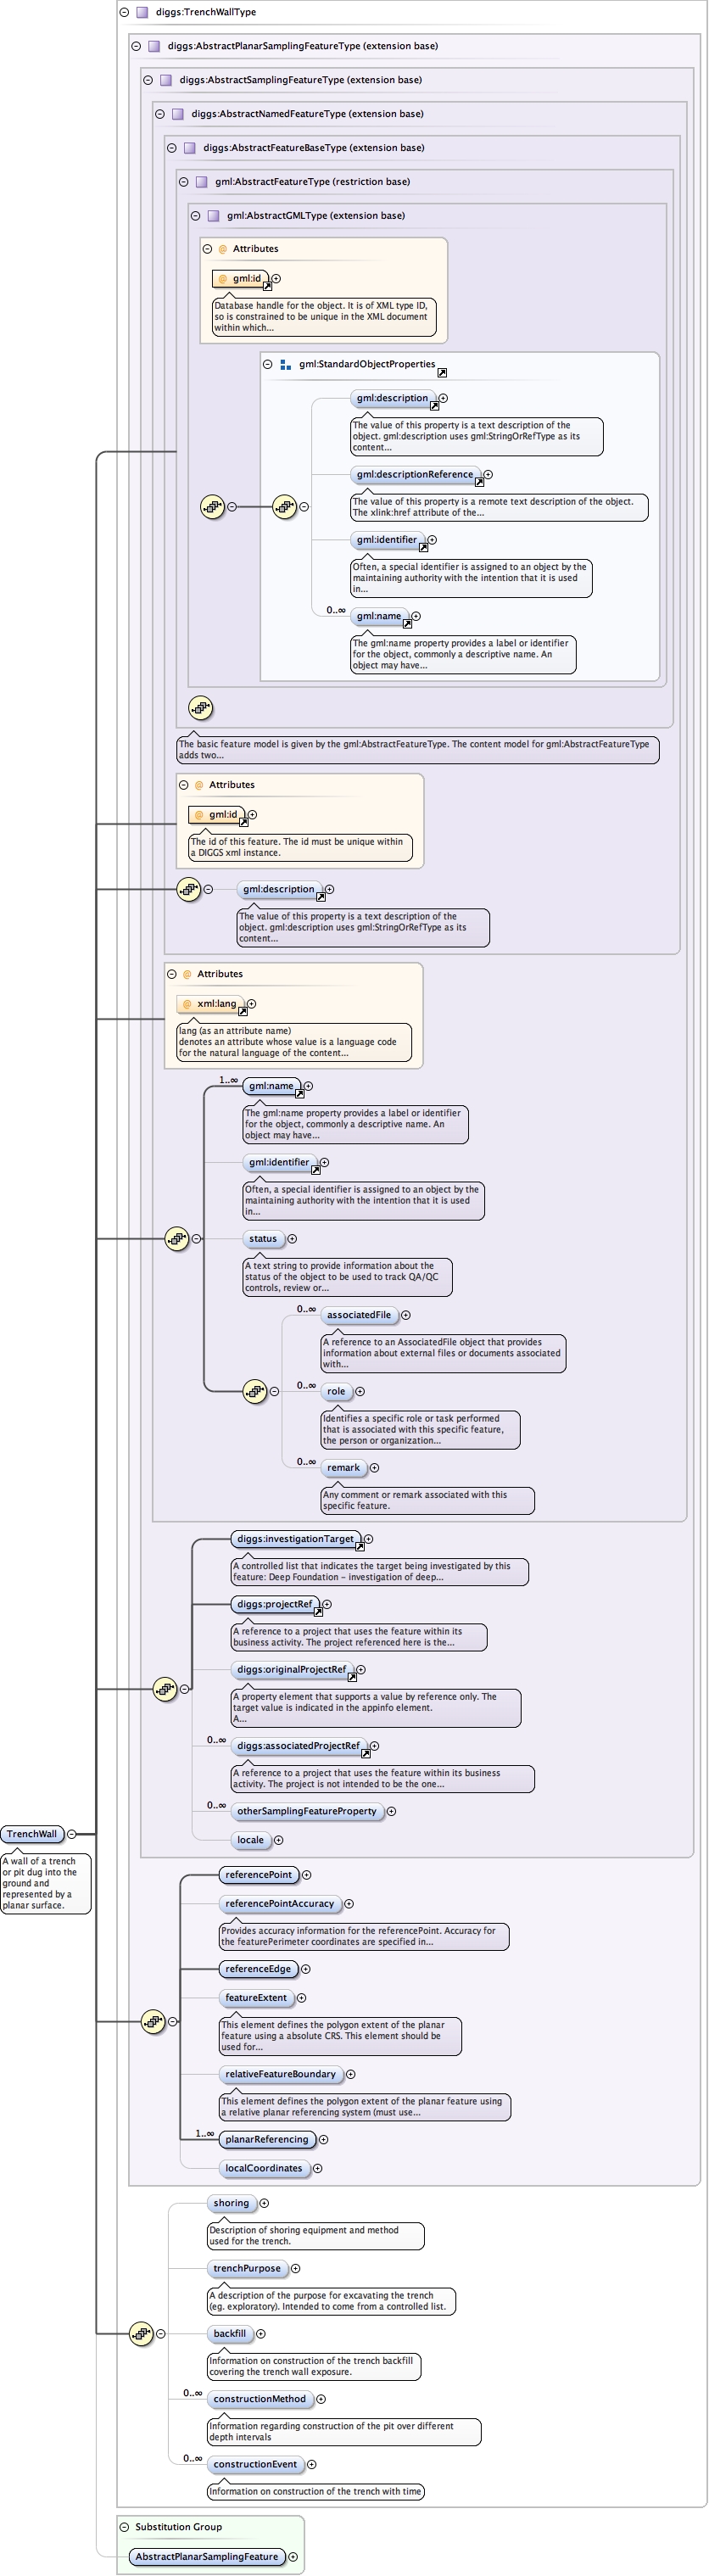 diggs:TrenchWallType
diggs:AbstractPlanarSamplingFeatureType (extension base)
diggs:AbstractSamplingFeatureType (extension base)
diggs:AbstractNamedFeatureType (extension base)
diggs:AbstractFeatureBaseType (extension base)
gml:AbstractFeatureType (restriction base)
gml:AbstractGMLType (extension base)
@ Attributes
@ gml:id
Database handle for the object. It is of XML type ID,
so is constrained to be unique in the XML document
within which...
gml:StandardObjectProperties
gml:description
The value of this property is a text description of the
object. gml:description uses gml:StringOrRefType as its
content...
gml:descriptionReference
The value of this property is a remote text description of the object.
The xlink:href attribute of the...
gml:identifier
Often, a special identifier is assigned to an object by the
maintaining authority with the intention that it is used
in...
0..∞
gml:name
The gml:name property provides a label or identifier
for the object, commonly a descriptive name. An
object may have...
The basic feature model is given by the gml:AbstractFeatureType. The content model for gml:AbstractFeatureType
adds two...
@ Attributes
@ gml:id
The id of this feature. The id must be unique within
a DIGGS xml instance.
gml:description
The value of this property is a text description of the
object. gml:description uses gml:StringOrRefType as its
content...
@ Attributes
@ xml:lang
lang (as an attribute name)
denotes an attribute whose value is a language code
for the natural language of the content...
1..∞
gml:name
The gml:name property provides a label or identifier
for the object, commonly a descriptive name. An
object may have...
gml:identifier
Often, a special identifier is assigned to an object by the
maintaining authority with the intention that it is used
in...
status
A text string to provide information about the
status of the object to be used to track QA/QC
controls, review or...
0..∞
associatedFile
A reference to an AssociatedFile object that provides
information about external files or documents associated
with...
0..∞
role
Identifies a specific role or task performed
that is associated with this specific feature,
the person or organization...
0..∞
remark
Any comment or remark associated with this
specific feature.
diggs:investigationTarget
A controlled list that indicates the target being investigated by this
feature: Deep Foundation – investigation of deep...
diggs:projectRef
A reference to a project that uses the feature within its
business activity. The project referenced here is the...
diggs:originalProjectRef
A property element that supports a value by reference only. The
target value is indicated in the appinfo element.
A...
0..∞
diggs:associatedProjectRef
A reference to a project that uses the feature within its business
activity. The project is not intended to be the one...
0..∞
otherSamplingFeatureProperty
locale
TrenchWall
A wall of a trench
or pit dug into the
ground and
represented by a
planar surface.
referencePoint
referencePointAccuracy
Provides accuracy information for the referencePoint. Accuracy for
the featurePerimeter coordinates are specified in...
referenceEdge
featureExtent
This element defines the polygon extent of the planar
feature using a absolute CRS. This element should be
used for...
relativeFeatureBoundary
This element defines the polygon extent of the planar feature using
a relative planar referencing system (must use...
1..∞
planarReferencing
localCoordinates
shoring
Description of shoring equipment and method
used for the trench.
trenchPurpose
A description of the purpose for excavating the trench
(eg. exploratory). Intended to come from a controlled list.
backfill
Information on construction of the trench backfill
covering the trench wall exposure.
0..∞
constructionMethod
Information regarding construction of the pit over different
depth intervals
0..∞
constructionEvent
Information on construction of the trench with time
Substitution Group
AbstractPlanarSamplingFeature